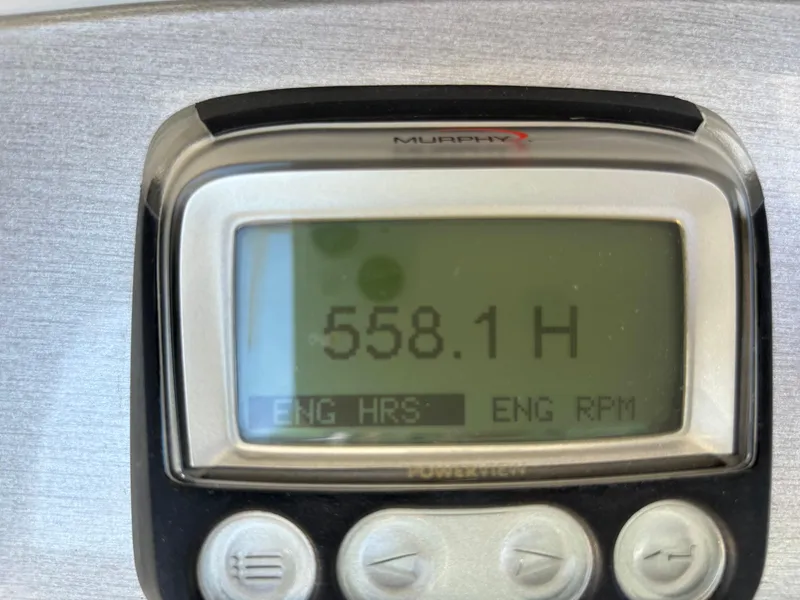 MURPHY
558.1 H
ENG HRS ENG RPM
POWERVIEW